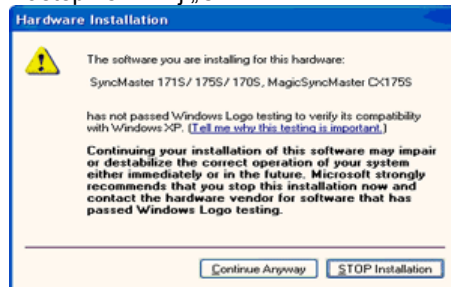 Hardware Installation
The software you are installing for this hardware:
SyncMaster 171S/ 175S/ 170S, MagicSyncMaster CX175S
has not passed Windows Logo testing to verify its compatibility
with Windows XP. (Tell me why this testing is important.)
Continuing your installation of this software may impair
or destabilize the correct operation of your system
either immediately or in the future. Microsoft strongly
recommends that you stop this installation now and
contact the hardware vendor for software that has
passed Windows Logo testing.
Continue Anyway
STOP Installation